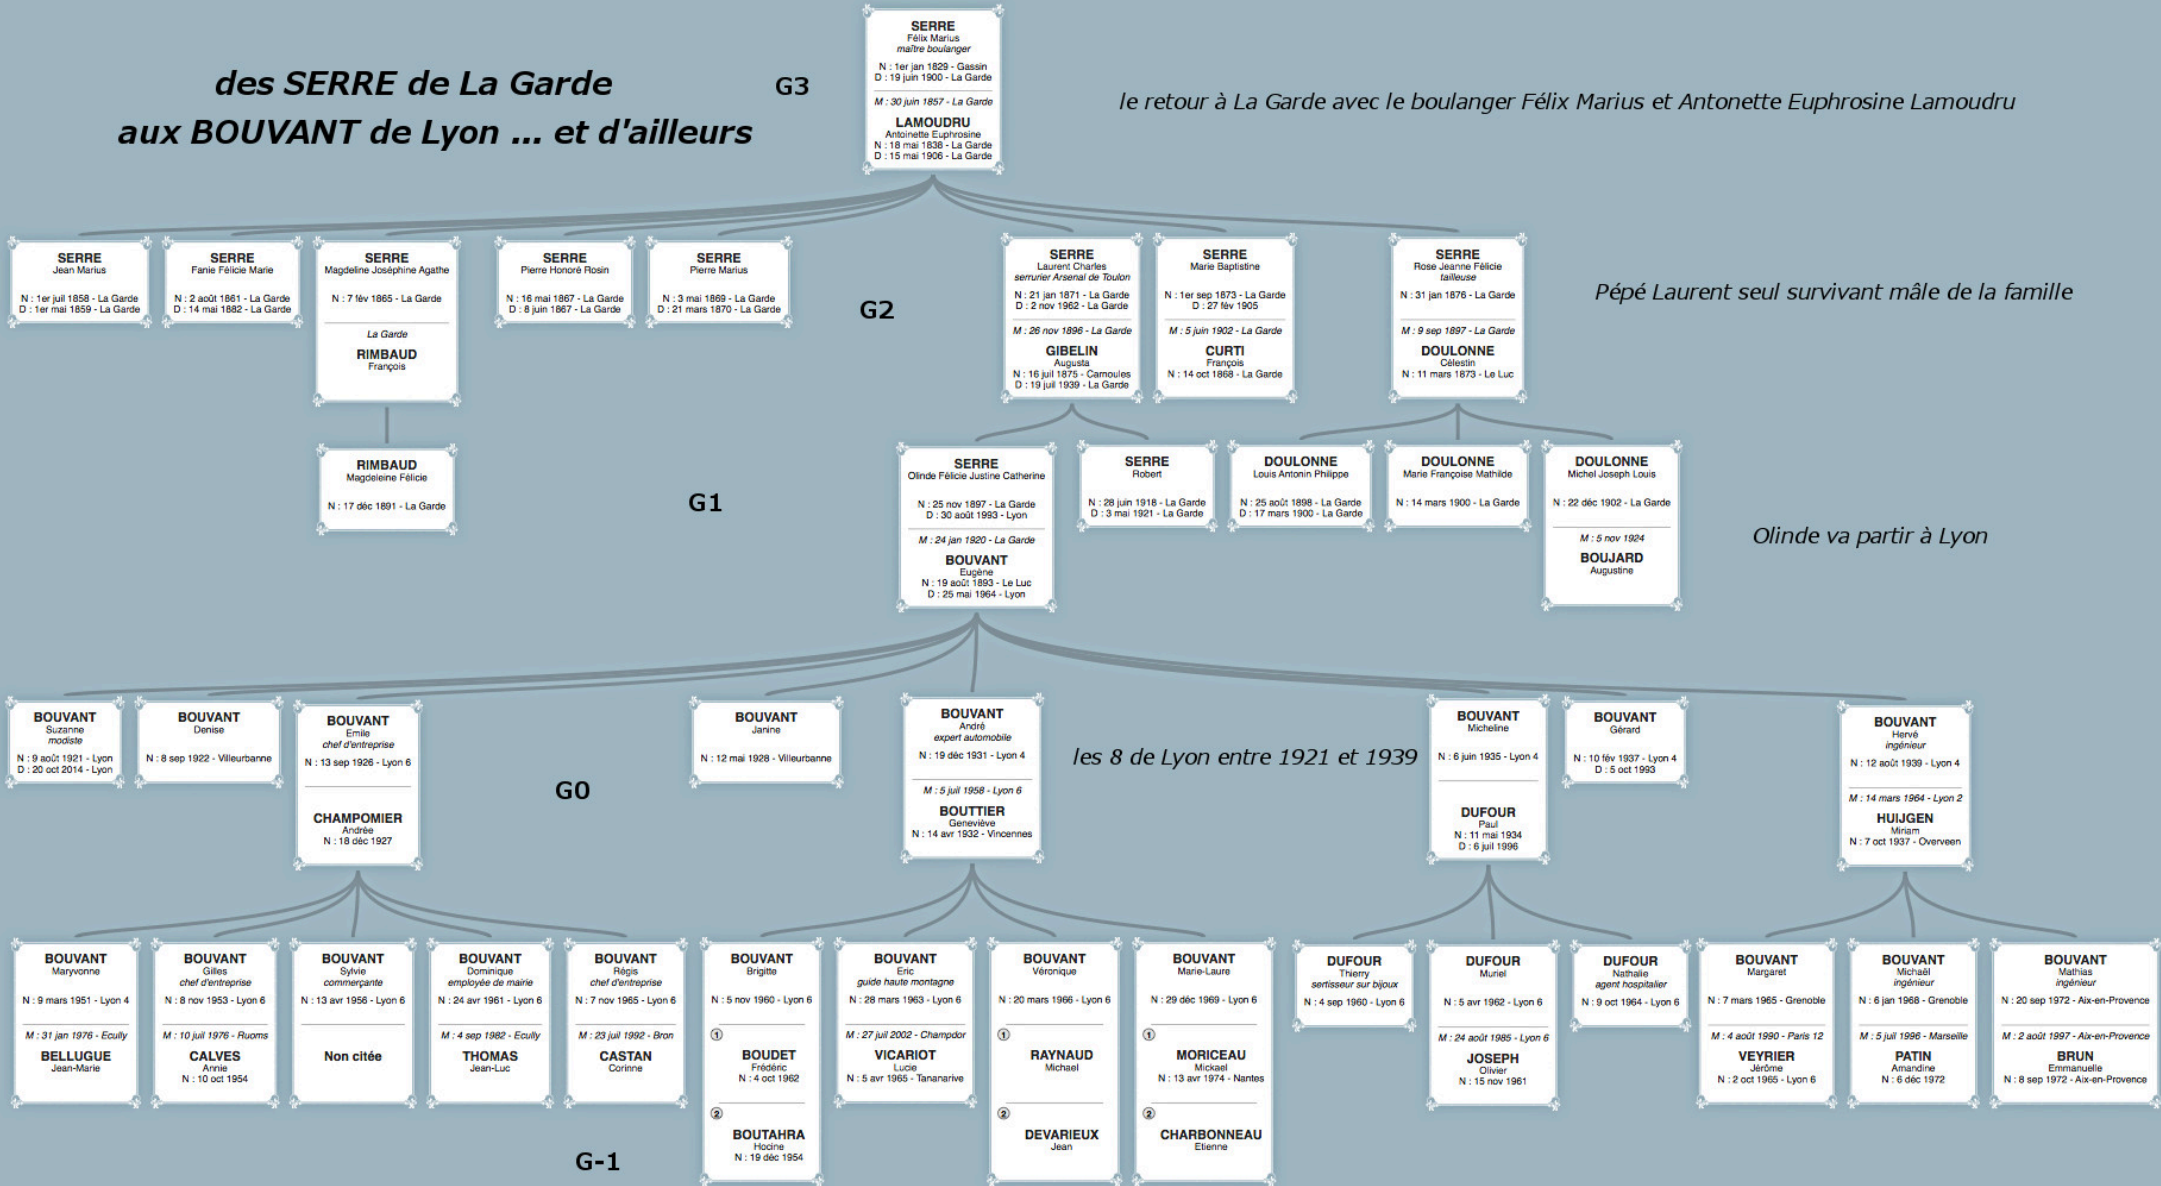 des SERRE de La Garde
aux BOUVANT de Lyon ... et d'ailleurs
G3
SERRE
Félix Marius
maître boulanger
N : 1er jan 1829 - Gassin
D : 19 juin 1900 - La Garde
M : 30 juin 1857 - La Garde
LAMOUDRU
Antoinette Euphrosine
N : 18 mai 1838 - La Garde
D : 15 mai 1906 - La Garde
le retour à La Garde avec le boulanger Félix Marius et Antonette Euphrosine Lamoudru
SERRE
Jean Marius
N : 1er juil 1858 - La Garde
D : 1er mai 1859 - La Garde
SERRE
Fanie Félicie Marie
N : 2 août 1861 - La Garde
D : 14 mai 1882 - La Garde
SERRE
Magdeline Joséphine Agathe
N : 7 fév 1865 - La Garde
La Garde
RIMBAUD
François
SERRE
Pierre Honoré Rosin
N : 16 mai 1867 - La Garde
D : 8 juin 1867 - La Garde
SERRE
Pierre Marius
N : 3 mai 1869 - La Garde
D : 21 mars 1870 - La Garde
G2
SERRE
Laurent Charles
serrurier Arsenal de Toulon
N : 21 jan 1871 - La Garde
D : 2 nov 1962 - La Garde
M : 26 nov 1896 - La Garde
GIBELIN
Augusta
N : 16 juil 1875 - Carnoules
D : 19 juil 1939 - La Garde
SERRE
Marie Baptistine
N : 1er sep 1873 - La Garde
D : 27 fév 1905
M : 5 juin 1902 - La Garde
CURTI
François
N : 14 oct 1868 - La Garde
SERRE
Rose Jeanne Félicie
tailleuse
N : 31 jan 1876 - La Garde
M : 9 sep 1897 - La Garde
DOULONNE
Célestin
N : 11 mars 1873 - Le Luc
Pépé Laurent seul survivant mâle de la famille
RIMBAUD
Magdeleine Félicie
N : 17 déc 1891 - La Garde
G1
SERRE
Olinde Félicie Justine Catherine
N : 25 nov 1897 - La Garde
D : 30 août 1993 - Lyon
M : 24 jan 1920 - La Garde
BOUVANT
Eugène
N : 19 août 1893 - Le Luc
D : 25 mai 1964 - Lyon
SERRE
Robert
N : 28 juin 1918 - La Garde
D : 3 mai 1921 - La Garde
DOULONNE
Louis Antonin Philippe
N : 25 août 1898 - La Garde
D : 17 mars 1900 - La Garde
DOULONNE
Marie Françoise Mathilde
N : 14 mars 1900 - La Garde
DOULONNE
Michel Joseph Louis
N : 22 déc 1902 - La Garde
M : 5 nov 1924
BOUJARD
Augustine
Olinde va partir à Lyon
BOUVANT
Suzanne
modiste
N : 9 août 1921 - Lyon
D : 20 oct 2014 - Lyon
BOUVANT
Denise
N : 8 sep 1922 - Villeurbanne
BOUVANT
Emile
chef d'entreprise
N : 13 sep 1926 - Lyon 6
CHAMPOMIER
Andrée
N : 18 déc 1927
G0
BOUVANT
Janine
N : 12 mai 1928 - Villeurbanne
BOUVANT
André
expert automobile
N : 19 déc 1931 - Lyon 4
M : 5 juil 1958 - Lyon 6
BOUTTIER
Geneviève
N : 14 avr 1932 - Vincennes
les 8 de Lyon entre 1921 et 1939
BOUVANT
Micheline
N : 6 juin 1935 - Lyon 4
DUFOUR
Paul
N : 11 mai 1934
D : 6 juil 1996
BOUVANT
Gérard
N : 10 fév 1937 - Lyon 4
D : 5 oct 1993
BOUVANT
Hervé
ingénieur
N : 12 août 1939 - Lyon 4
M : 14 mars 1964 - Lyon 2
HUIJGEN
Miriam
N : 7 oct 1937 - Overveen
BOUVANT
Maryvonne
N : 9 mars 1951 - Lyon 4
M : 31 jan 1976 - Ecully
BELLUGUE
Jean-Marie
BOUVANT
Gilles
chef d'entreprise
N : 8 nov 1953 - Lyon 6
M : 10 juil 1976 - Ruoms
CALVES
Annie
N : 10 oct 1954
BOUVANT
Sylvie
commerçante
N : 13 avr 1956 - Lyon 6
Non citée
BOUVANT
Dominique
employée de mairie
N : 24 avr 1961 - Lyon 6
M : 4 sep 1982 - Ecully
THOMAS
Jean-Luc
BOUVANT
Régis
chef d'entreprise
N : 7 nov 1965 - Lyon 6
M : 23 juil 1992 - Bron
CASTAN
Corinne
G-1
BOUVANT
Brigitte
N : 5 nov 1960 - Lyon 6
1
BOUDET
Frédéric
N : 4 oct 1962
2
BOUTAHRA
Hocine
N : 19 déc 1954
BOUVANT
Eric
guide haute montagne
N : 28 mars 1963 - Lyon 6
M : 27 juil 2002 - Champdor
VICARIOT
Lucie
N : 5 avr 1965 - Tananarive
BOUVANT
Véronique
N : 20 mars 1966 - Lyon 6
1
RAYNAUD
Michael
2
DEVARIEUX
Jean
BOUVANT
Marie-Laure
N : 29 déc 1969 - Lyon 6
1
MORICEAU
Mickael
N : 13 avr 1974 - Nantes
2
CHARBONNEAU
Etienne
DUFOUR
Thierry
sertisseur sur bijoux
N : 4 sep 1960 - Lyon 6
DUFOUR
Muriel
N : 5 avr 1962 - Lyon 6
M : 24 août 1985 - Lyon 6
JOSEPH
Olivier
N : 15 nov 1961
DUFOUR
Nathalie
agent hospitalier
N : 9 oct 1964 - Lyon 6
BOUVANT
Margaret
N : 7 mars 1965 - Grenoble
M : 4 août 1990 - Paris 12
VEYRIER
Jérôme
N : 2 oct 1965 - Lyon 6
BOUVANT
Michaël
ingénieur
N : 6 jan 1968 - Grenoble
M : 5 juil 1996 - Marseille
PATIN
Amandine
N : 6 déc 1972
BOUVANT
Mathias
ingénieur
N : 20 sep 1972 - Aix-en-Provence
M : 2 août 1997 - Aix-en-Provence
BRUN
Emmanuelle
N : 8 sep 1972 - Aix-en-Provence